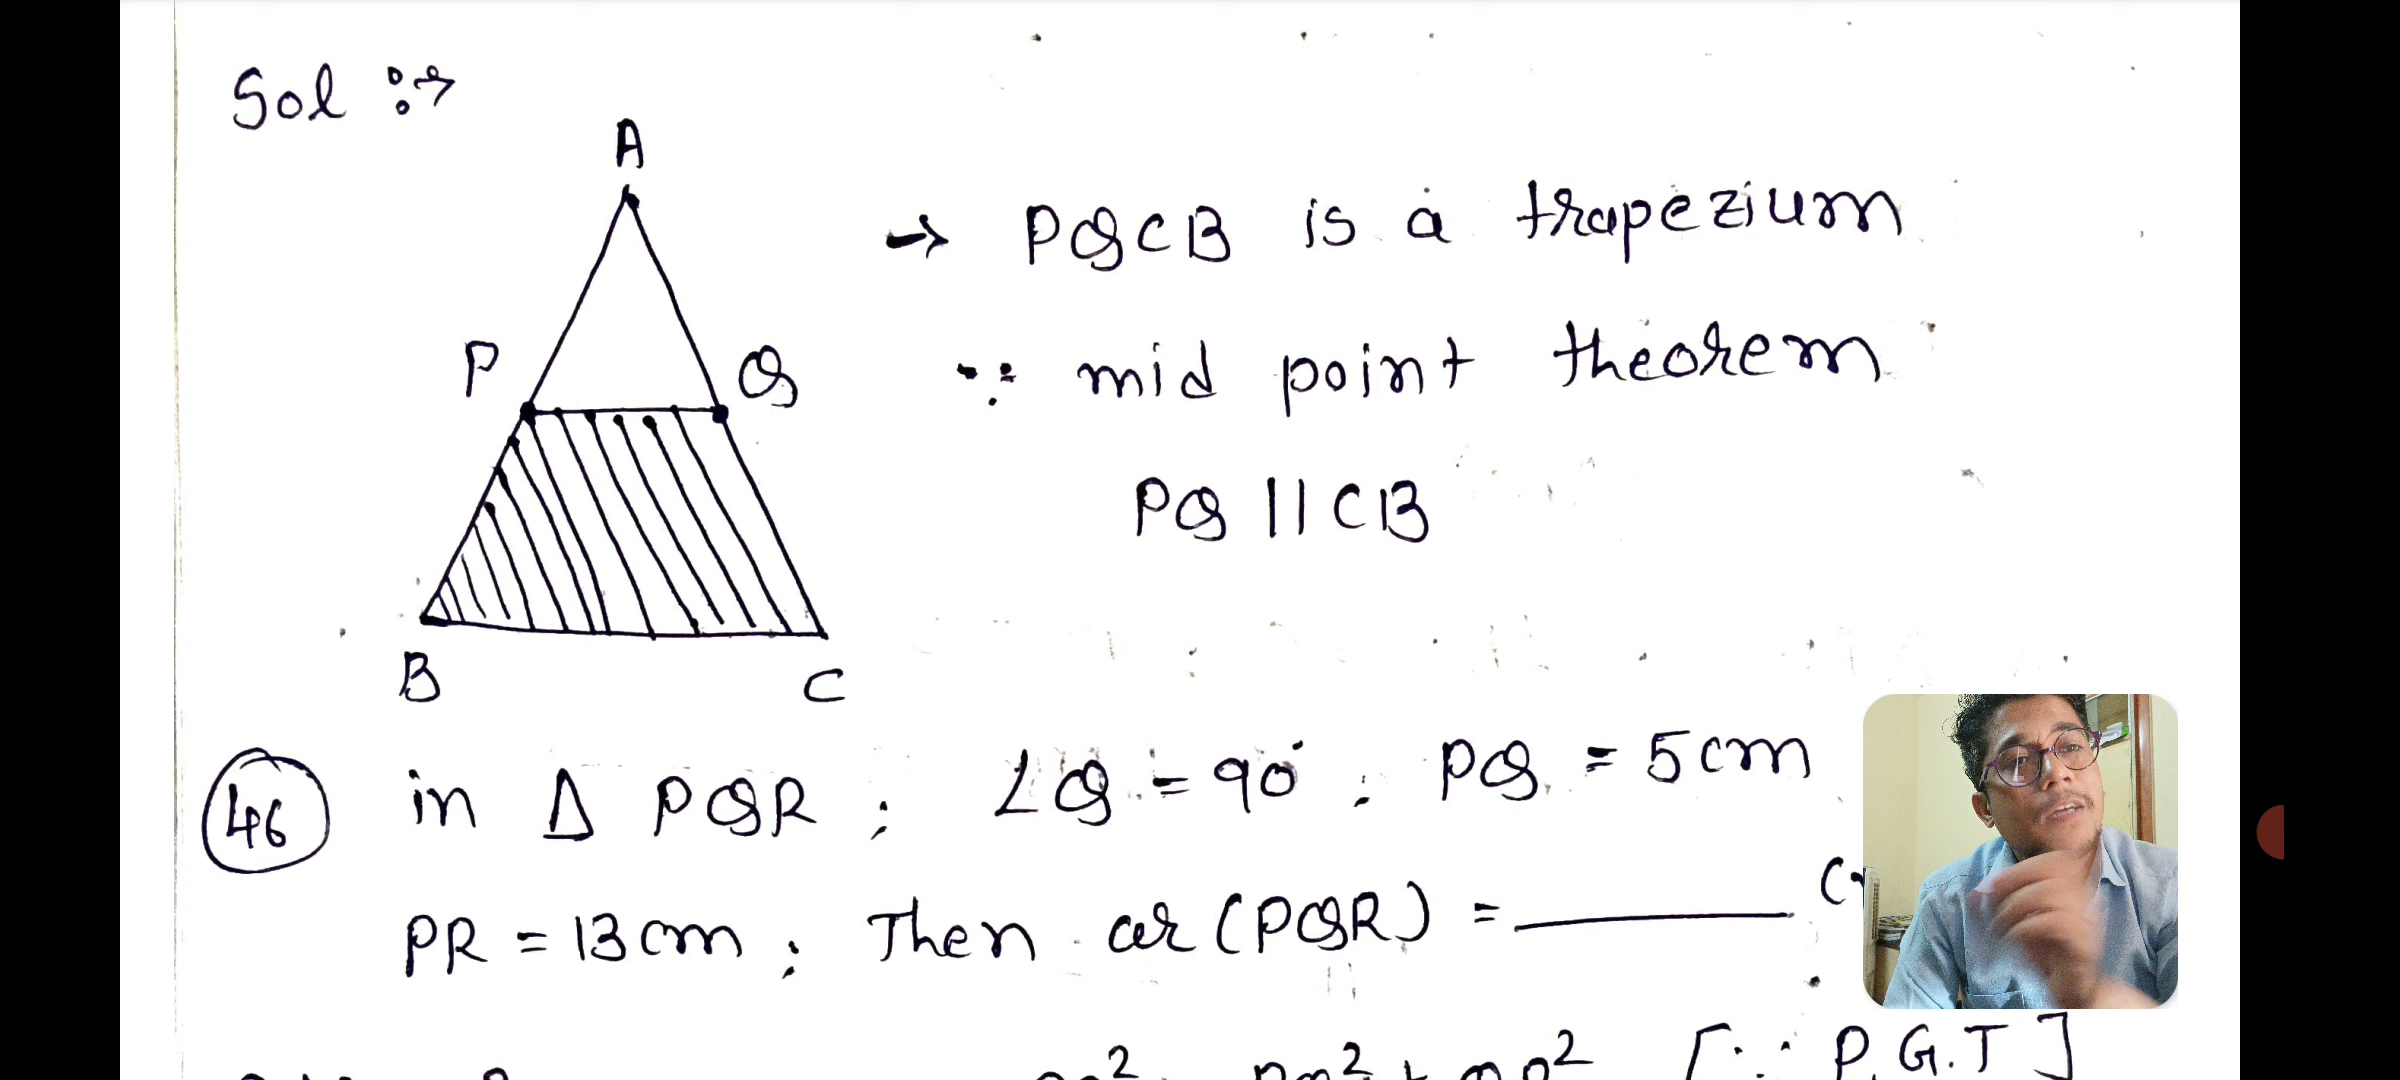 Sol :→
A
→ PQCB is a trapezium
P
Q
∵ mid point theorem
PQ || CB
B
C
46 in Δ PQR ; ∠Q = 90° ; PQ = 5cm
PR = 13cm ; Then ar (PQR) =
[∵ P.G.T]